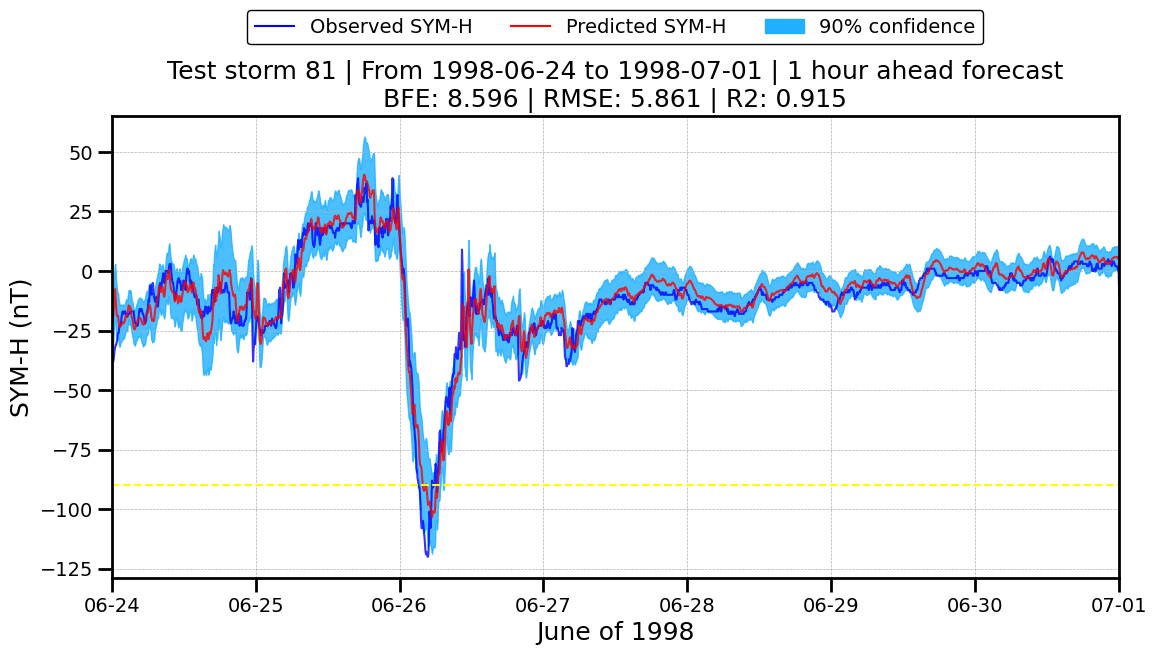 Observed SYM-H Predicted SYM-H 90% confidence
Test storm 81 | From 1998-06-24 to 1998-07-01 | 1 hour ahead forecast
BFE: 8.596 | RMSE: 5.861 | R2: 0.915
SYM-H (nT)
50
25
0
−25
−50
−75
−100
−125
06-24 06-25 06-26 06-27 06-28 06-29 06-30 07-01
June of 1998